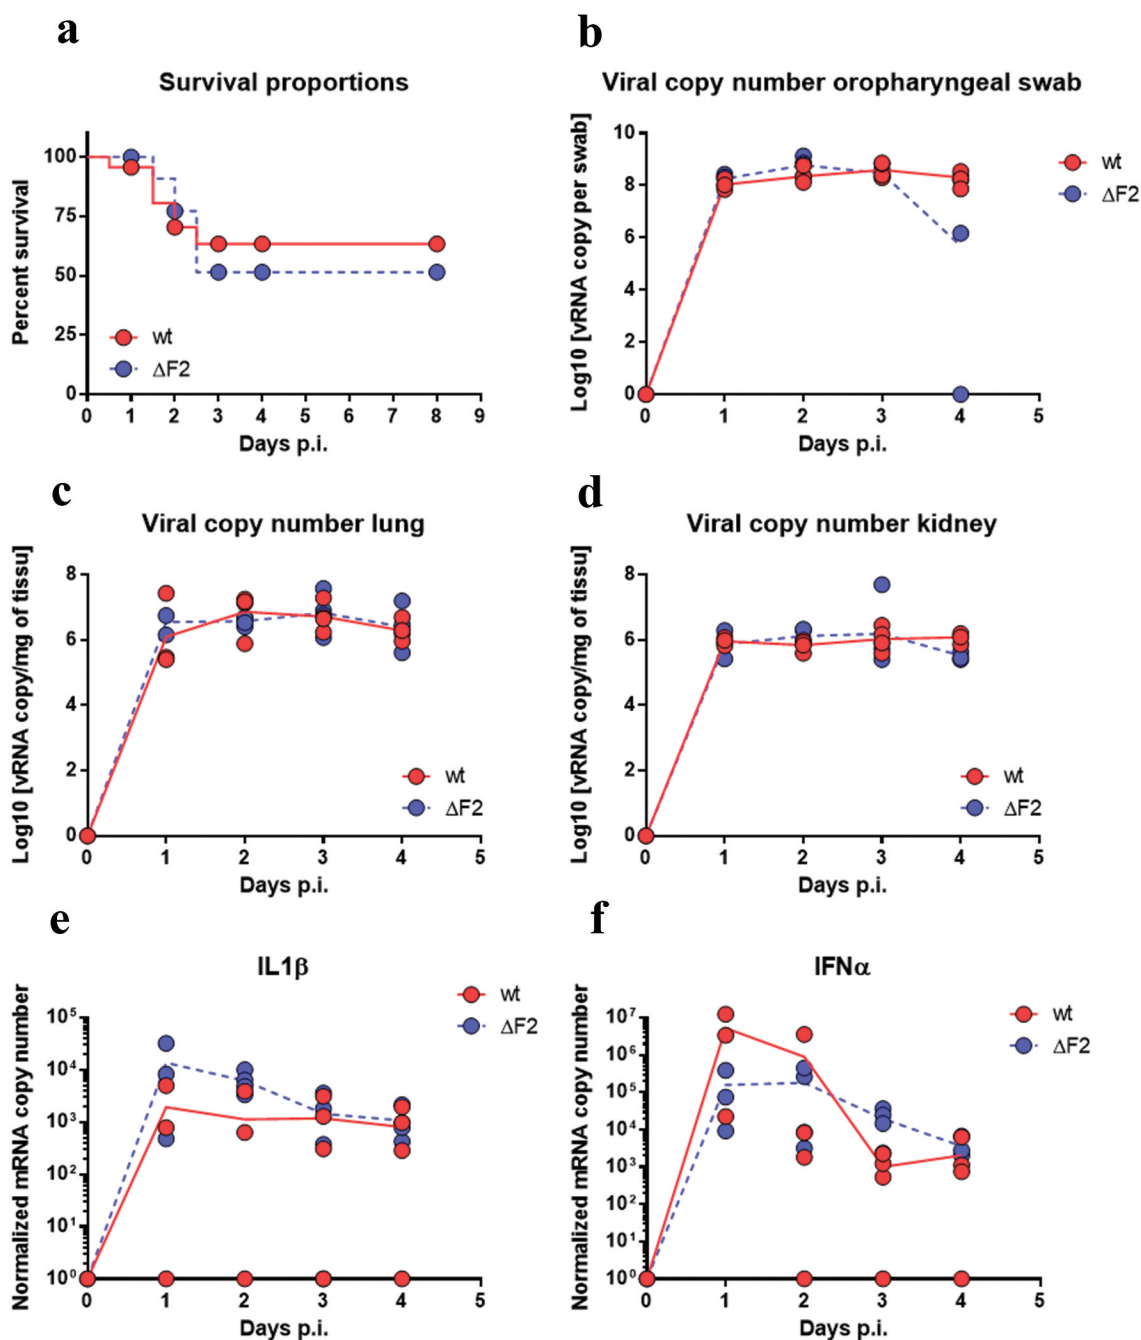 a
Survival proportions
Percent survival
100
75
50
25
0
0 1 2 3 4 5 6 7 8 9
Days p.i.
wt
ΔF2
b
Viral copy number oropharyngeal swab
Log10 [vRNA copy per swab]
10
8
6
4
2
0
0 1 2 3 4 5
Days p.i.
wt
ΔF2
c
Viral copy number lung
Log10 [vRNA copy/mg of tissu]
8
6
4
2
0
0 1 2 3 4 5
Days p.i.
wt
ΔF2
d
Viral copy number kidney
Log10 [vRNA copy/mg of tissu]
8
6
4
2
0
0 1 2 3 4 5
Days p.i.
wt
ΔF2
e
IL1β
Normalized mRNA copy number
10⁵
10⁴
10³
10²
10¹
10⁰
0 1 2 3 4 5
Days p.i.
wt
ΔF2
f
IFNα
Normalized mRNA copy number
10⁷
10⁶
10⁵
10⁴
10³
10²
10¹
10⁰
0 1 2 3 4 5
Days p.i.
wt
ΔF2